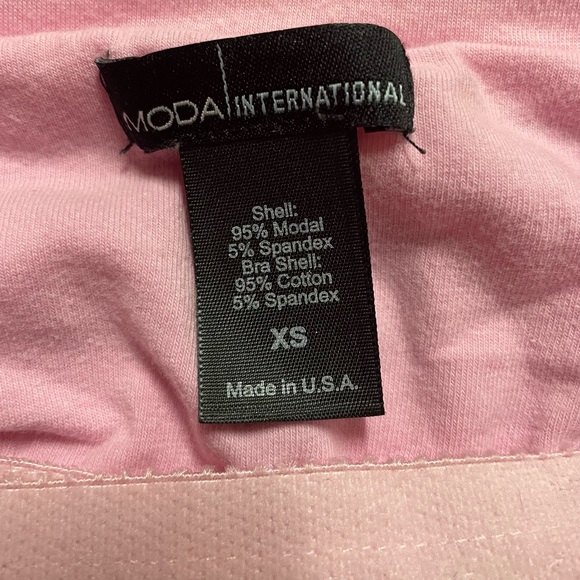 MODA INTERNATIONAL
Shell:
95% Modal
5% Spandex
Bra Shell:
95% Cotton
5% Spandex
XS
Made in U.S.A.